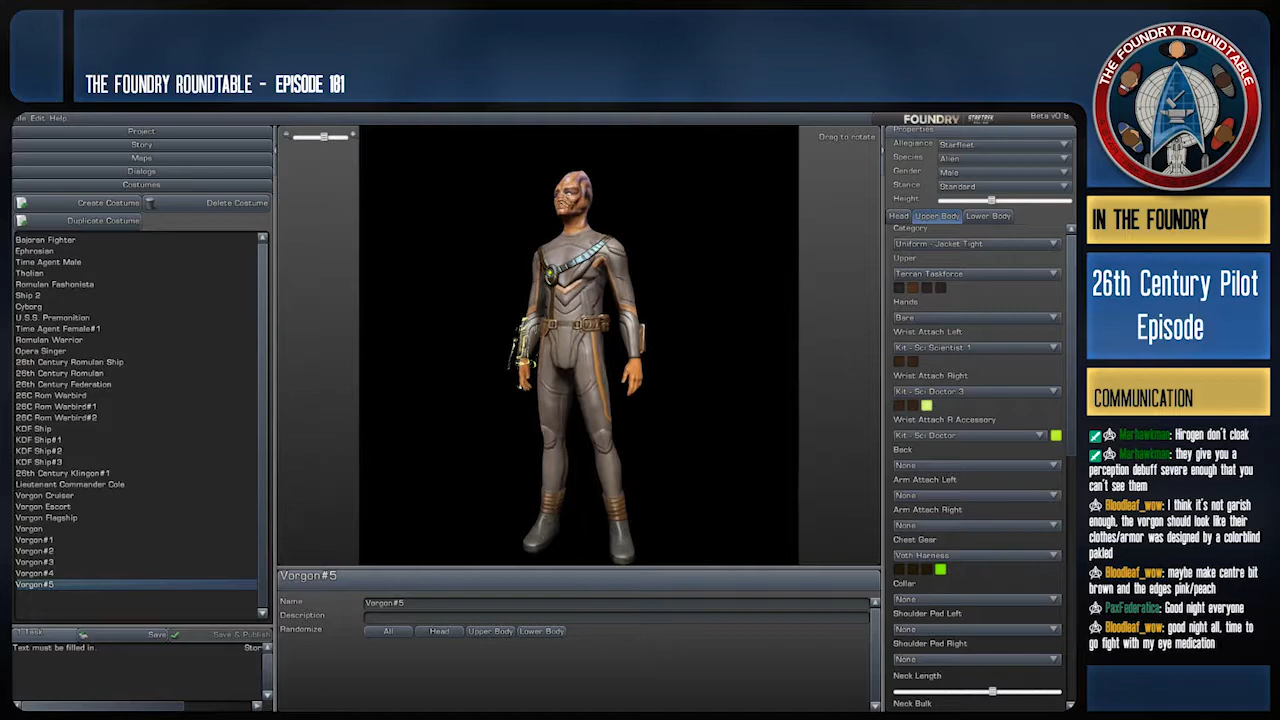 THE FOUNDRY ROUNDTABLE - EPISODE 181
THE FOUNDRY ROUNDTABLE
Edit Help
Project
Story
Maps
Dialogs
Costumes
Create Costume
Delete Costume
Duplicate Costume
Bajoran Fighter
Ephrosian
Time Agent Male
Tholian
Romulan Fashonista
Ship 2
Cyborg
U.S.S. Premonition
Time Agent Female#1
Romulan Warrior
Opera Singer
26th Century Romulan Ship
26th Century Romulan
26th Century Federation
26C Rom Warbird
26C Rom Warbird#1
26C Rom Warbird#2
KDF Ship
KDF Ship#1
KDF Ship#2
KDF Ship#3
26th Century Klingon#1
Lieutenant Commander Cole
Vorgon Cruiser
Vorgon Escort
Vorgon Flagship
Vorgon
Vorgon#1
Vorgon#2
Vorgon#3
Vorgon#4
Vorgon#5
1 Task
Save
Save & Publish
Text must be filled in.
Stor
Drag to rotate
Vorgon#5
Name
Vorgon#5
Description
Randomize
All
Head
Upper Body
Lower Body
FOUNDRY
Beta v0.8
Properties
Allegiance
Starfleet
Species
Alien
Gender
Male
Stance
Standard
Height
Head
Upper Body
Lower Body
Category
Uniform - Jacket Tight
Upper
Terran Taskforce
Hands
Bare
Wrist Attach Left
Kit - Sci Scientist 1
Wrist Attach Right
Kit - Sci Doctor 3
Wrist Attach R Accessory
Kit - Sci Doctor
Back
None
Arm Attach Left
None
Arm Attach Right
None
Chest Gear
Voth Harness
Collar
None
Shoulder Pad Left
None
Shoulder Pad Right
None
Neck Length
Neck Bulk
IN THE FOUNDRY
26th Century Pilot
Episode
COMMUNICATION
Marhawkman: Hirogen don't cloak
Marhawkman: they give you a
perception debuff severe enough that you
can't see them
Bloodleaf_wow: I think it's not garish
enough, the vorgon should look like their
clothes/armor was designed by a colorblind
pakled
Bloodleaf_wow: maybe make centre bit
brown and the edges pink/peach
PaxFederatica: Good night everyone
Bloodleaf_wow: good night all, time to
go fight with my eye medication